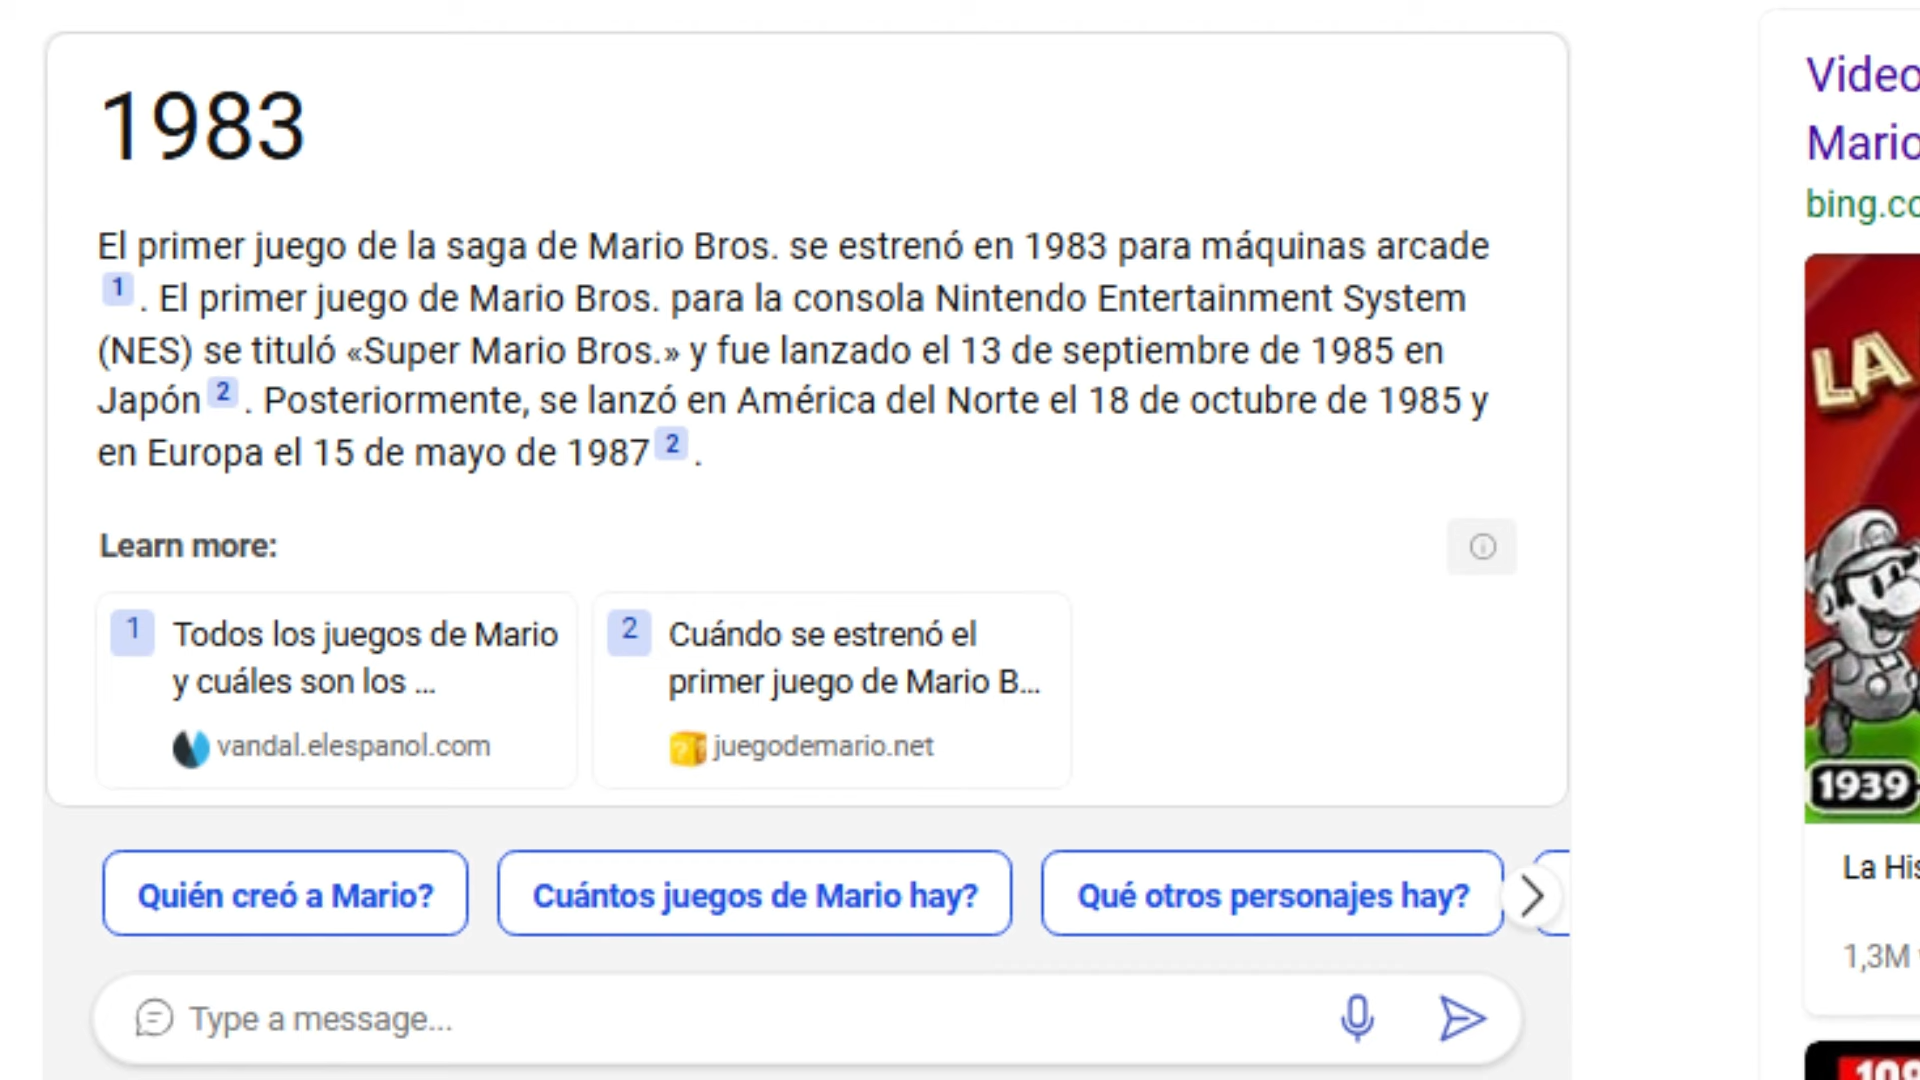 1983
El primer juego de la saga de Mario Bros. se estrenó en 1983 para máquinas arcade
1 . El primer juego de Mario Bros. para la consola Nintendo Entertainment System
(NES) se tituló «Super Mario Bros.» y fue lanzado el 13 de septiembre de 1985 en
Japón 2 . Posteriormente, se lanzó en América del Norte el 18 de octubre de 1985 y
en Europa el 15 de mayo de 1987 2 .
Learn more:
1 Todos los juegos de Mario
y cuáles son los ...
vandal.elespanol.com
2 Cuándo se estrenó el
primer juego de Mario B...
juegodemario.net
Quién creó a Mario?
Cuántos juegos de Mario hay?
Qué otros personajes hay?
Type a message...
Video
Mario
bing.co
LA
1939
La His
1,3M